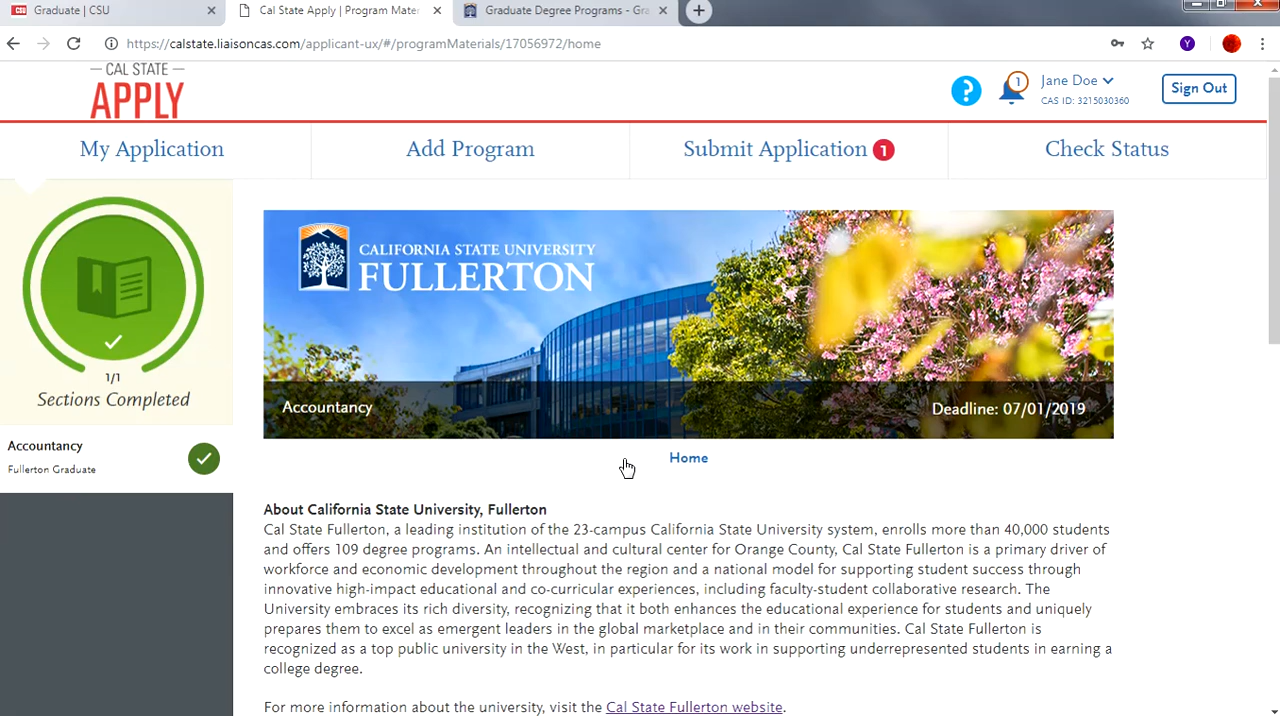 Graduate | CSU
Cal State Apply | Program Mater
Graduate Degree Programs - Gra
https://calstate.liaisoncas.com/applicant-ux/#/programMaterials/17056972/home
Y
CAL STATE
APPLY
?
1
Jane Doe
CAS ID: 3215030360
Sign Out
My Application
Add Program
Submit Application 1
Check Status
1/1
Sections Completed
Accountancy
Fullerton Graduate
CALIFORNIA STATE UNIVERSITY
FULLERTON
Accountancy
Deadline: 07/01/2019
Home
About California State University, Fullerton
Cal State Fullerton, a leading institution of the 23-campus California State University system, enrolls more than 40,000 students
and offers 109 degree programs. An intellectual and cultural center for Orange County, Cal State Fullerton is a primary driver of
workforce and economic development throughout the region and a national model for supporting student success through
innovative high-impact educational and co-curricular experiences, including faculty-student collaborative research. The
University embraces its rich diversity, recognizing that it both enhances the educational experience for students and uniquely
prepares them to excel as emergent leaders in the global marketplace and in their communities. Cal State Fullerton is
recognized as a top public university in the West, in particular for its work in supporting underrepresented students in earning a
college degree.
For more information about the university, visit the Cal State Fullerton website.